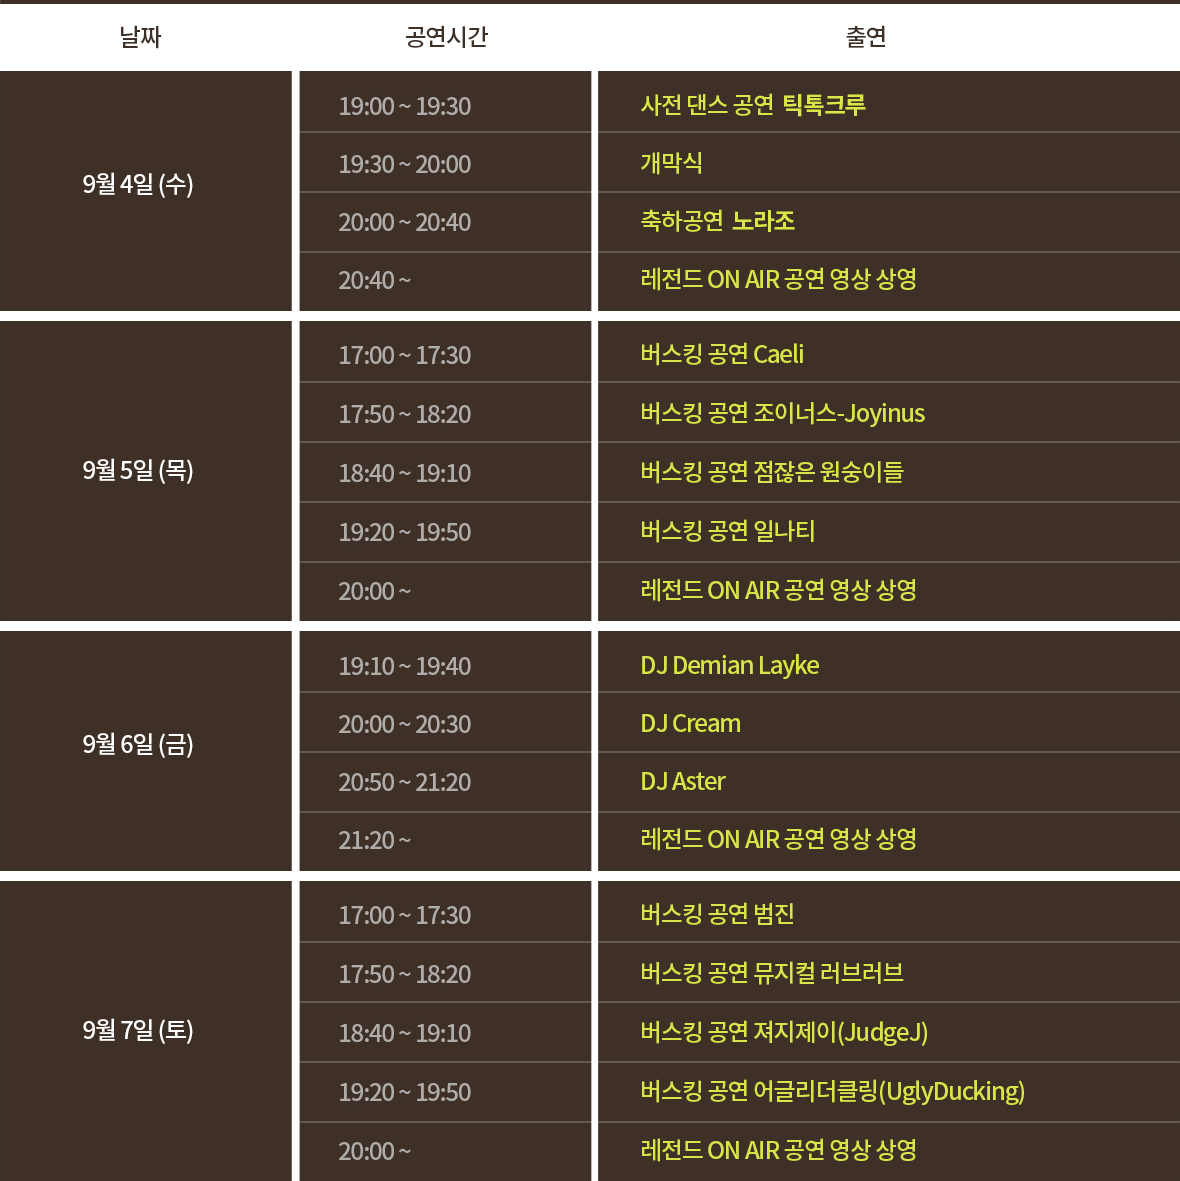 날짜 공연시간 출연
9월 4일 (수)
19:00 ~ 19:30 사전 댄스 공연 틱톡크루
19:30 ~ 20:00 개막식
20:00 ~ 20:40 축하공연 노라조
20:40 ~ 레전드 ON AIR 공연 영상 상영
9월 5일 (목)
17:00 ~ 17:30 버스킹 공연 Caeli
17:50 ~ 18:20 버스킹 공연 조이너스-Joyinus
18:40 ~ 19:10 버스킹 공연 점잖은 원숭이들
19:20 ~ 19:50 버스킹 공연 일나티
20:00 ~ 레전드 ON AIR 공연 영상 상영
9월 6일 (금)
19:10 ~ 19:40 DJ Demian Layke
20:00 ~ 20:30 DJ Cream
20:50 ~ 21:20 DJ Aster
21:20 ~ 레전드 ON AIR 공연 영상 상영
9월 7일 (토)
17:00 ~ 17:30 버스킹 공연 범진
17:50 ~ 18:20 버스킹 공연 뮤지컬 러브러브
18:40 ~ 19:10 버스킹 공연 져지제이(JudgeJ)
19:20 ~ 19:50 버스킹 공연 어글리더클링(UglyDucking)
20:00 ~ 레전드 ON AIR 공연 영상 상영